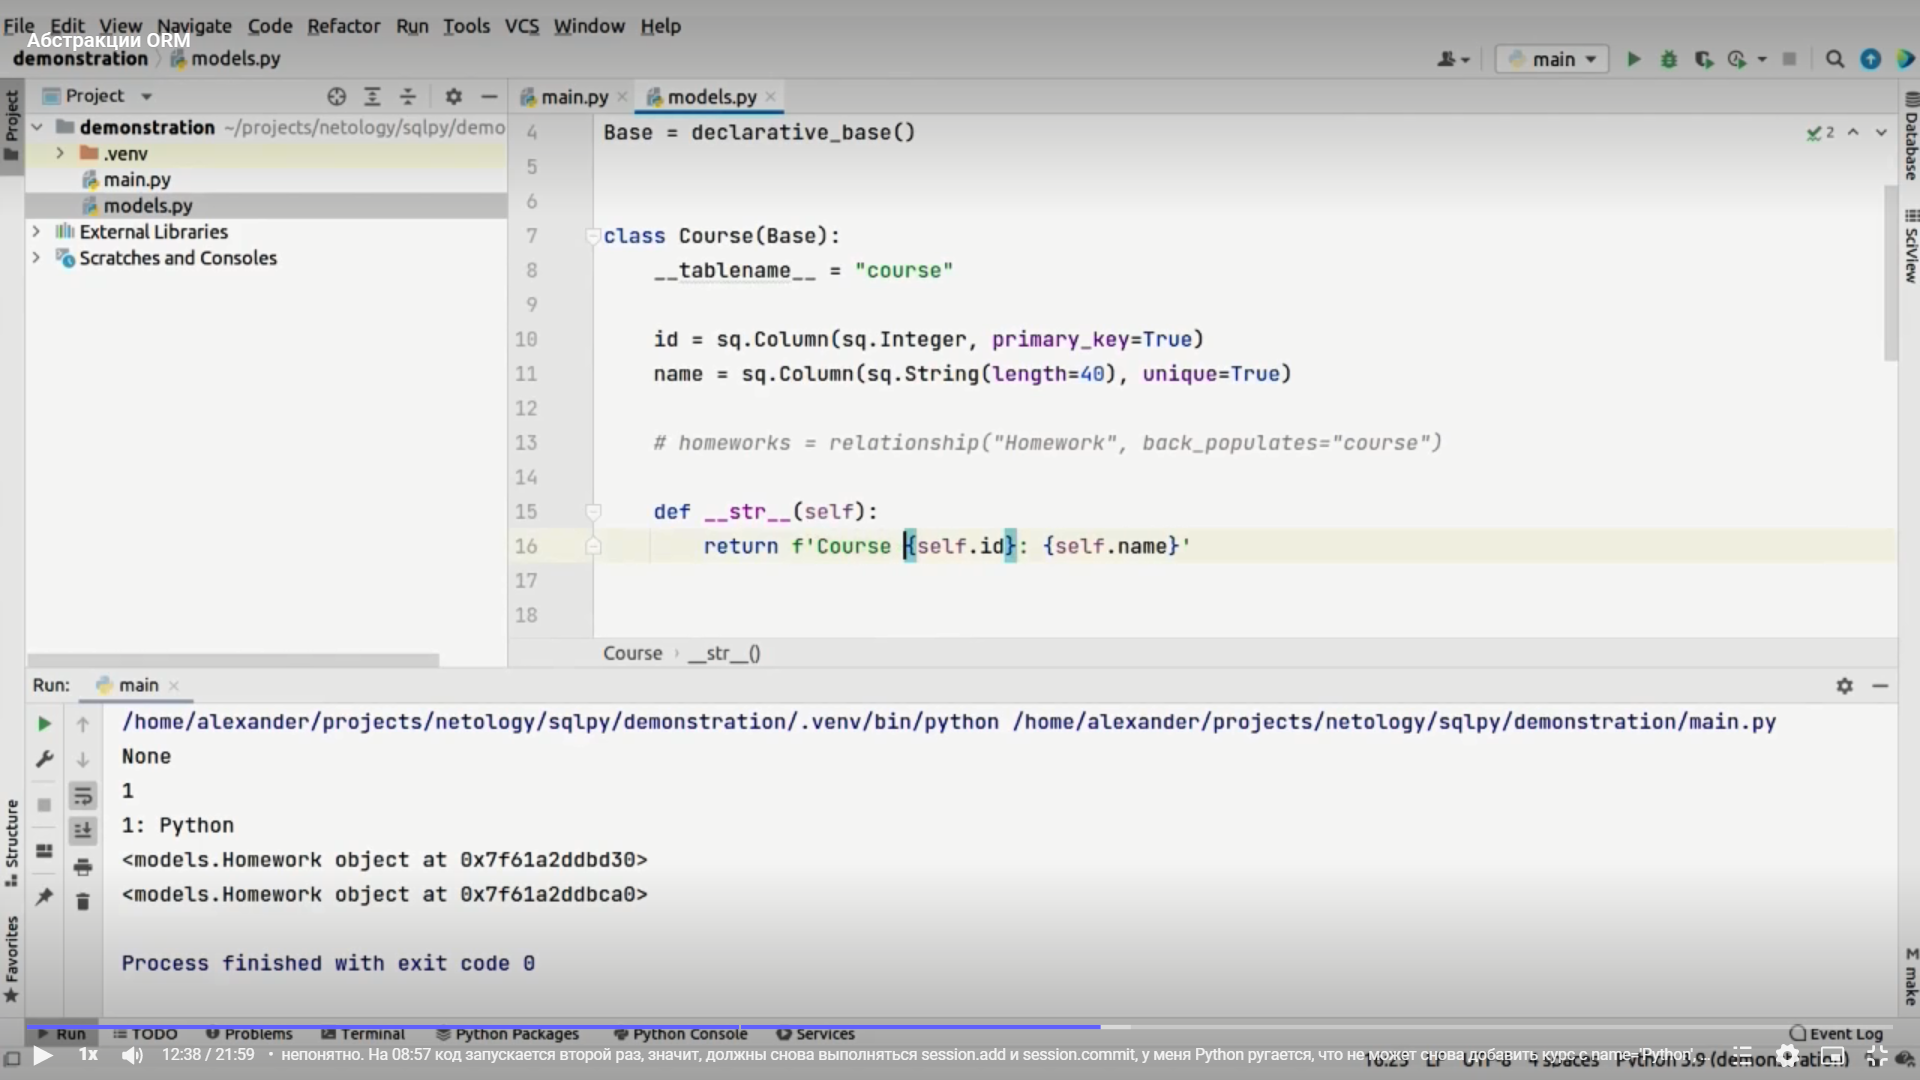 File Edit View Navigate Code Refactor Run Tools VCS Window Help
Абстракции ORM
demonstration models.py
main
Project
main.py
models.py
demonstration ~/projects/netology/sqlpy/demo
.venv
main.py
models.py
External Libraries
Scratches and Consoles
Project
Structure
Favorites
Database
SciView
make
2
4 Base = declarative_base()
5
6
7 class Course(Base):
8 __tablename__ = "course"
9
10 id = sq.Column(sq.Integer, primary_key=True)
11 name = sq.Column(sq.String(length=40), unique=True)
12
13 # homeworks = relationship("Homework", back_populates="course")
14
15 def __str__(self):
16 return f'Course {self.id}: {self.name}'
17
18
Course › __str__()
Run: main
/home/alexander/projects/netology/sqlpy/demonstration/.venv/bin/python /home/alexander/projects/netology/sqlpy/demonstration/main.py
None
1
1: Python
<models.Homework object at 0x7f61a2ddbd30>
<models.Homework object at 0x7f61a2ddbca0>
Process finished with exit code 0
Run TODO Problems Terminal Python Packages Python Console Services Event Log
1x 12:38 / 21:59 • непонятно. На 08:57 код запускается второй раз, значит, должны снова выполняться session.add и session.commit, у меня Python ругается, что не может снова добавить курс с name='Python',...
16:25 LF UTF-8 4 spaces Python 3.9 (demonstration)